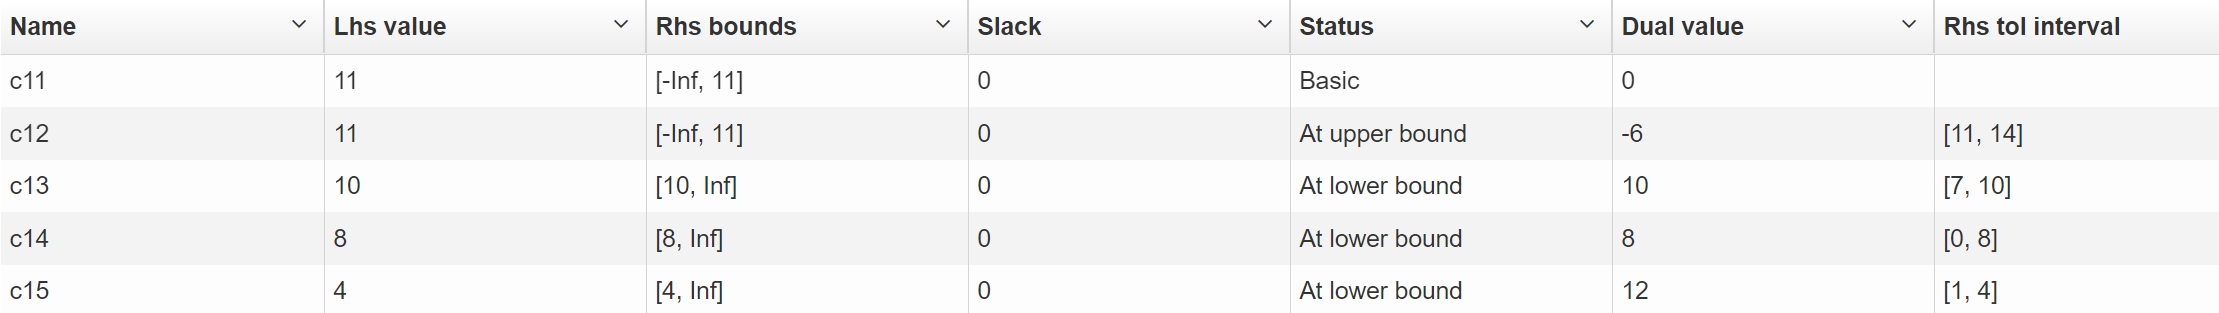 Name Lhs value Rhs bounds Slack Status Dual value Rhs tol interval
c11 11 [-Inf, 11] 0 Basic 0
c12 11 [-Inf, 11] 0 At upper bound -6 [11, 14]
c13 10 [10, Inf] 0 At lower bound 10 [7, 10]
c14 8 [8, Inf] 0 At lower bound 8 [0, 8]
c15 4 [4, Inf] 0 At lower bound 12 [1, 4]